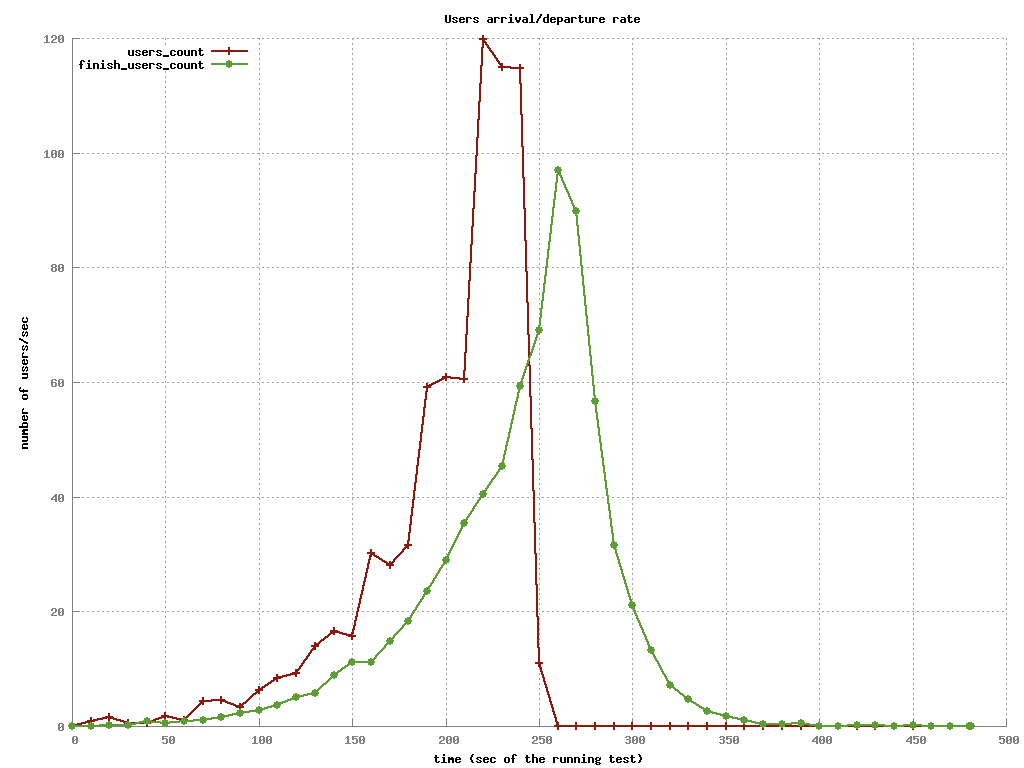 Users arrival/departure rate
users_count
finish_users_count
120
100
80
60
40
20
0
number of users/sec
0 50 100 150 200 250 300 350 400 450 500
time (sec of the running test)